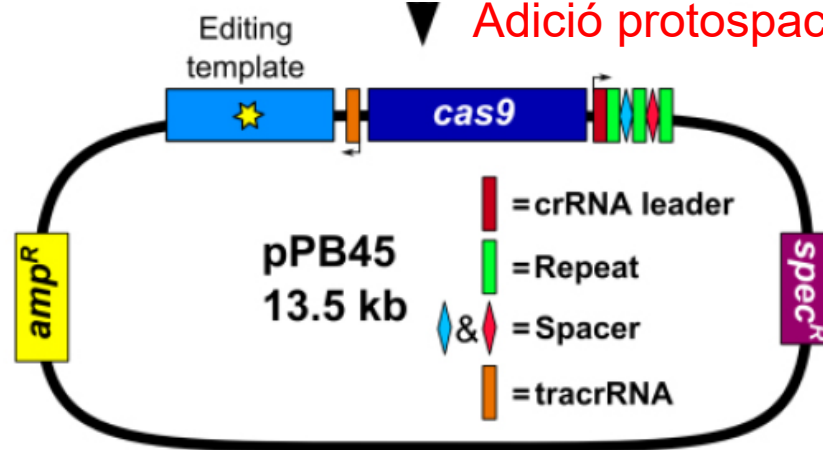 Adició protospac
Editing
template
cas9
ampR
specR
pPB45
13.5 kb
=crRNA leader
=Repeat
&
=Spacer
=tracrRNA